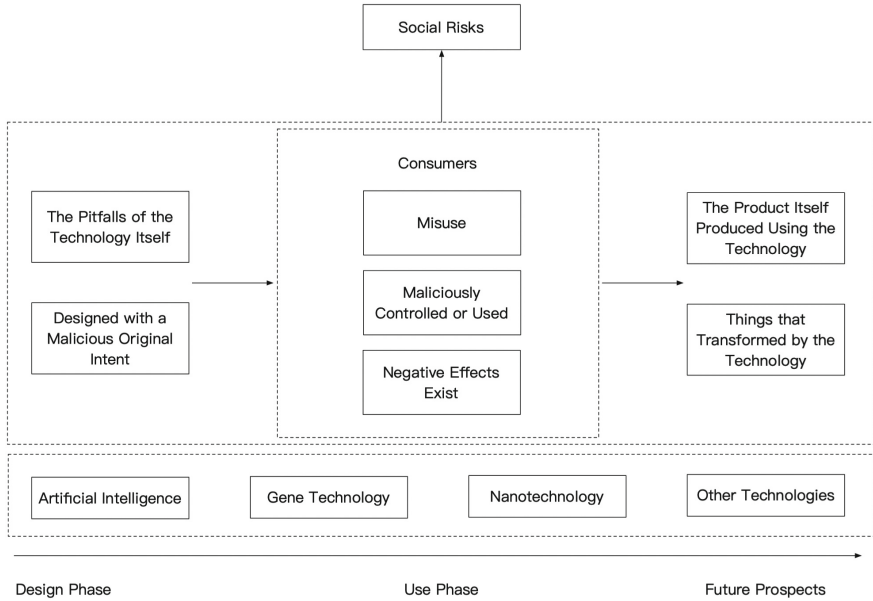 Social Risks
Consumers
The Pitfalls of the
Technology Itself
Designed with a
Malicious Original
Intent
Misuse
Maliciously
Controlled or Used
Negative Effects
Exist
The Product Itself
Produced Using the
Technology
Things that
Transformed by the
Technology
Artificial Intelligence
Gene Technology
Nanotechnology
Other Technologies
Design Phase
Use Phase
Future Prospects